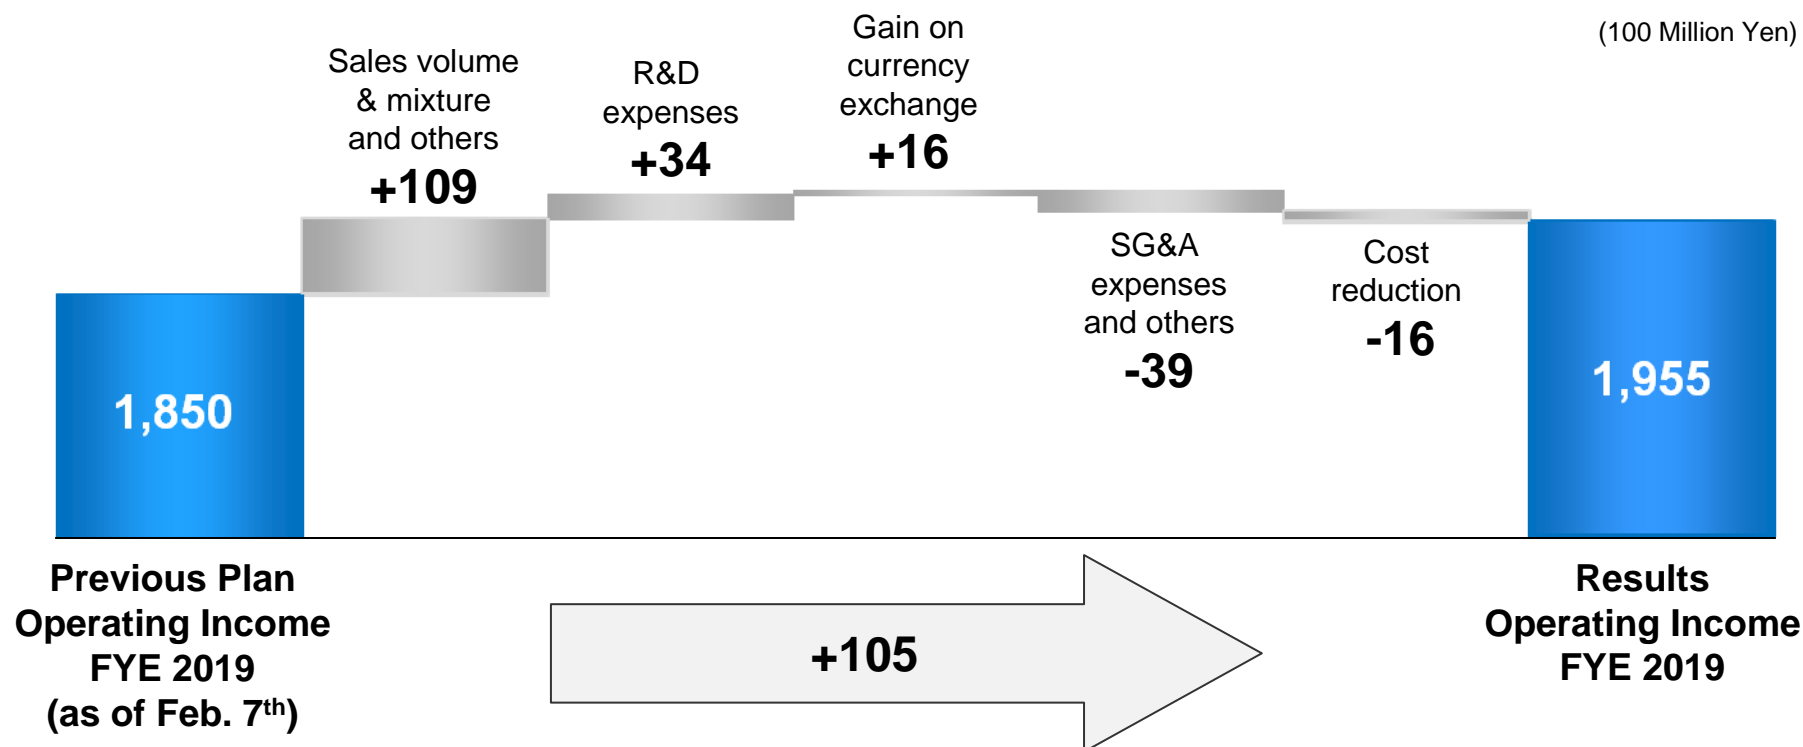 (100 Million Yen)
Sales volume
& mixture
and others
+109
R&D
expenses
+34
Gain on
currency
exchange
+16
SG&A
expenses
and others
-39
Cost
reduction
-16
1,850
1,955
Previous Plan
Operating Income
FYE 2019
(as of Feb. 7th)
+105
Results
Operating Income
FYE 2019